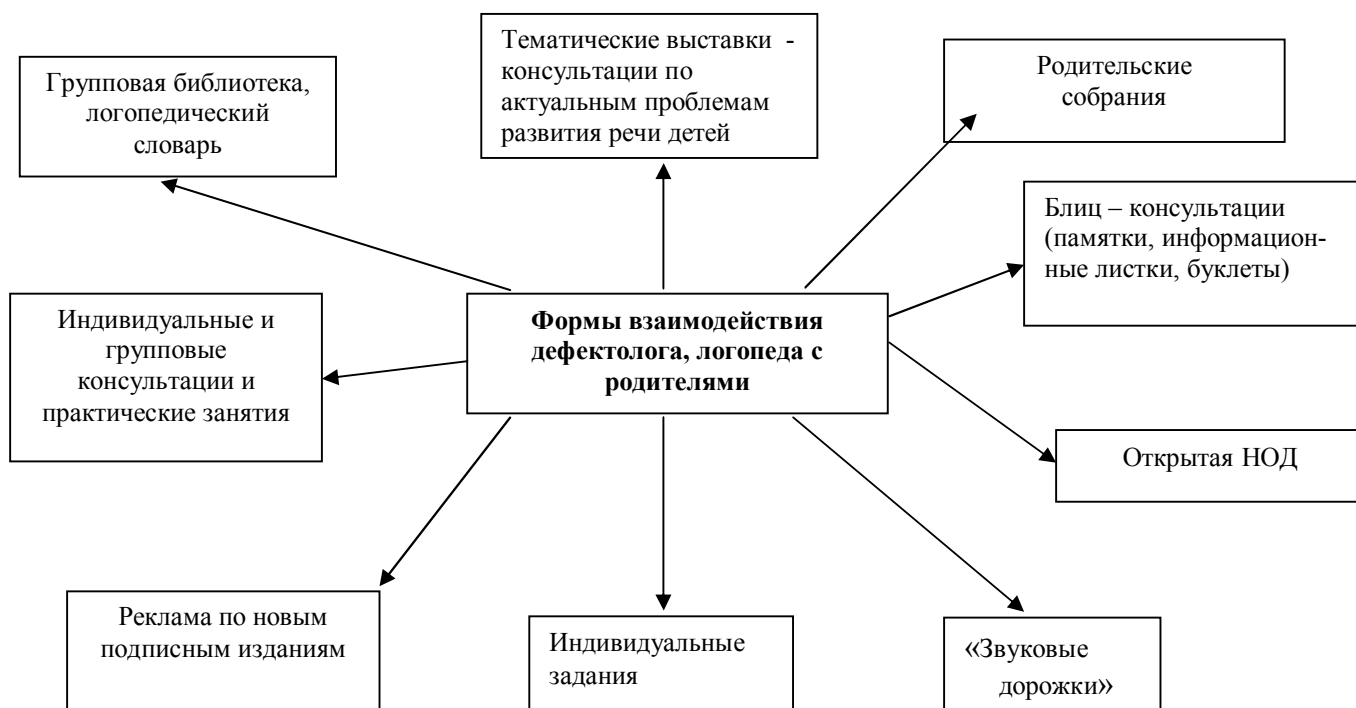 Групповая библиотека,
логопедический
словарь
Тематические выставки -
консультации по
актуальным проблемам
развития речи детей
Родительские
собрания
Блиц – консультации
(памятки, информацион-
ные листки, буклеты)
Индивидуальные и
групповые
консультации и
практические занятия
Формы взаимодействия
дефектолога, логопеда с
родителями
Открытая НОД
Реклама по новым
подписным изданиям
Индивидуальные
задания
«Звуковые
дорожки»